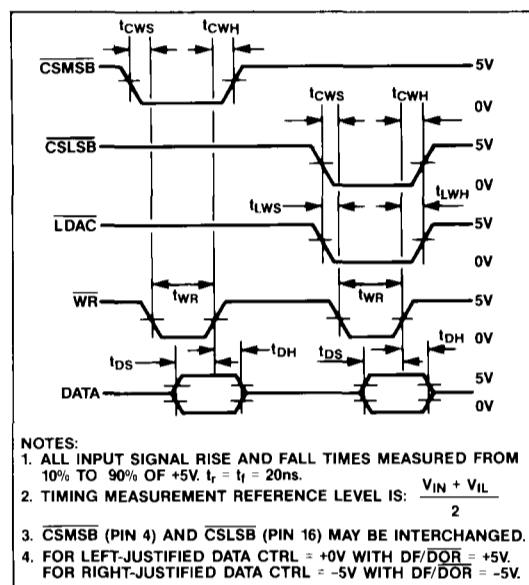 tCWS tCWH
CSMSB 5V
0V
tCWS tCWH
CSLSB 5V
0V
tLWS tLWH
LDAC 5V
0V
tWR tWR
WR 5V
0V
tDS tDH tDS tDH
DATA 5V
0V
NOTES:
1. ALL INPUT SIGNAL RISE AND FALL TIMES MEASURED FROM
10% TO 90% OF +5V. tr = tf = 20ns.
2. TIMING MEASUREMENT REFERENCE LEVEL IS: VIN + VIL
2
3. CSMSB (PIN 4) AND CSLSB (PIN 16) MAY BE INTERCHANGED.
4. FOR LEFT-JUSTIFIED DATA CTRL = +0V WITH DF/DOR = +5V.
FOR RIGHT-JUSTIFIED DATA CTRL = -5V WITH DF/DOR = -5V.